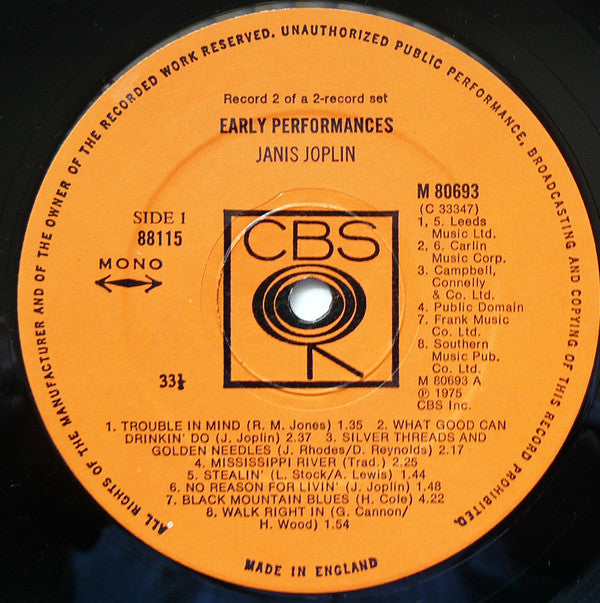 ALL RIGHTS OF THE MANUFACTURER AND OF THE OWNER OF THE RECORDED WORK RESERVED. UNAUTHORIZED PUBLIC PERFORMANCE, BROADCASTING AND COPYING OF THIS RECORD PROHIBITED.
Record 2 of a 2-record set
EARLY PERFORMANCES
JANIS JOPLIN
SIDE 1
88115
MONO
33⅓
CBS
M 80693
(C 33347)
1, 5. Leeds
Music Ltd.
2, 6. Carlin
Music Corp.
3. Campbell,
Connelly
& Co. Ltd.
4. Public Domain
7. Frank Music
Co. Ltd.
8. Southern
Music Pub.
Co. Ltd.
M 80693 A
℗ 1975
CBS Inc.
1. TROUBLE IN MIND (R. M. Jones) 1.35 2. WHAT GOOD CAN
DRINKIN' DO (J. Joplin) 2.37 3. SILVER THREADS AND
GOLDEN NEEDLES (J. Rhodes/D. Reynolds) 2.17
4. MISSISSIPPI RIVER (Trad.) 2.25
5. STEALIN' (L. Stock/A. Lewis) 1.44
6. NO REASON FOR LIVIN' (J. Joplin) 1.48
7. BLACK MOUNTAIN BLUES (H. Cole) 4.22
8. WALK RIGHT IN (G. Cannon/
H. Wood) 1.54
MADE IN ENGLAND